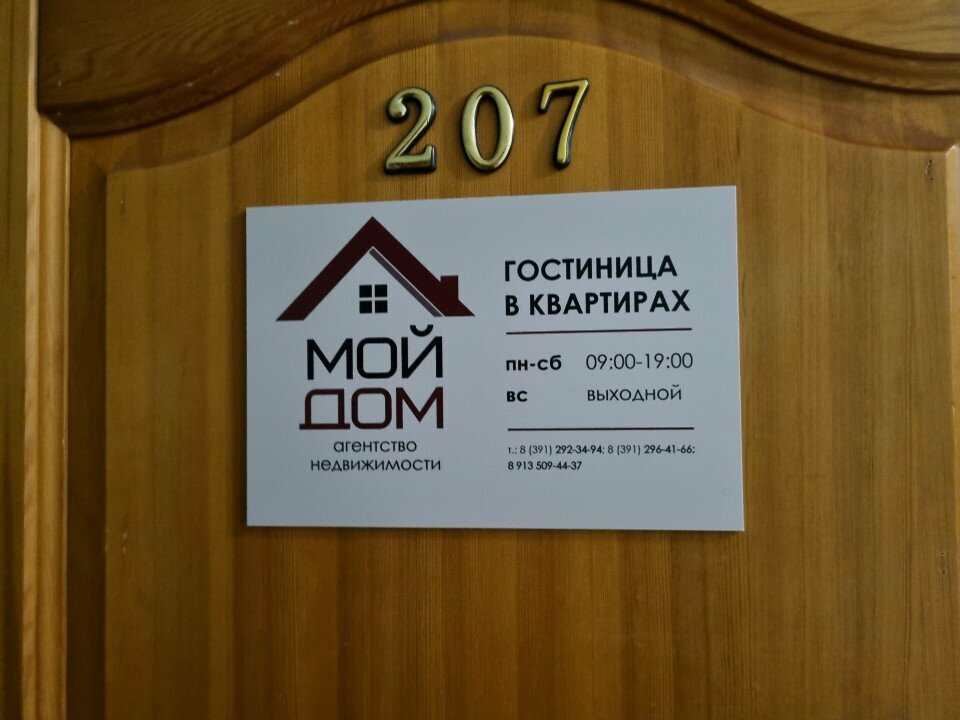 207
МОЙ
ДОМ
агентство
недвижимости
ГОСТИНИЦА
В КВАРТИРАХ
пн-сб 09:00-19:00
вс выходной
т.: 8 (391) 292-34-94; 8 (391) 296-41-66;
8 913 509-44-37